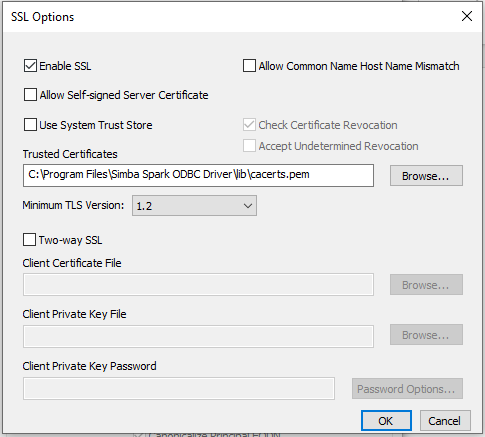 SSL Options
Enable SSL
Allow Common Name Host Name Mismatch
Allow Self-signed Server Certificate
Use System Trust Store
Check Certificate Revocation
Accept Undetermined Revocation
Trusted Certificates
C:\Program Files\Simba Spark ODBC Driver\lib\cacerts.pem
Browse...
Minimum TLS Version:
1.2
Two-way SSL
Client Certificate File
Browse...
Client Private Key File
Browse...
Client Private Key Password
Password Options...
OK
Cancel
Canonicalize Principal FQDN